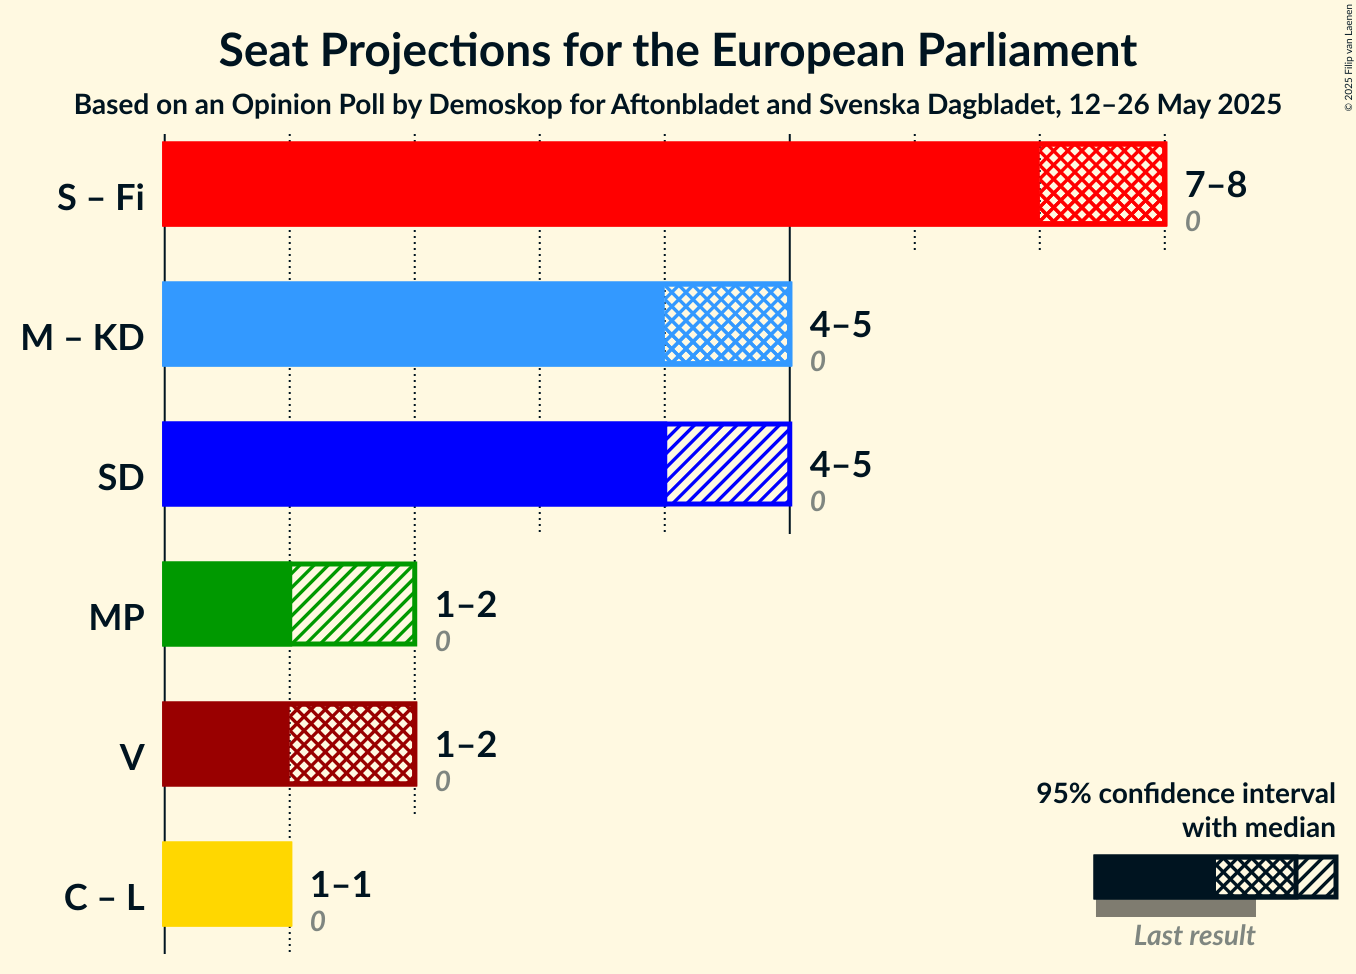 Seat Projections for the European Parliament
Based on an Opinion Poll by Demoskop for Aftonbladet and Svenska Dagbladet, 12–26 May 2025
© 2025 Filip van Laenen
S – Fi
7–8
0
M – KD
4–5
0
SD
4–5
0
MP
1–2
0
V
1–2
0
C – L
1–1
0
95% confidence interval
with median
Last result